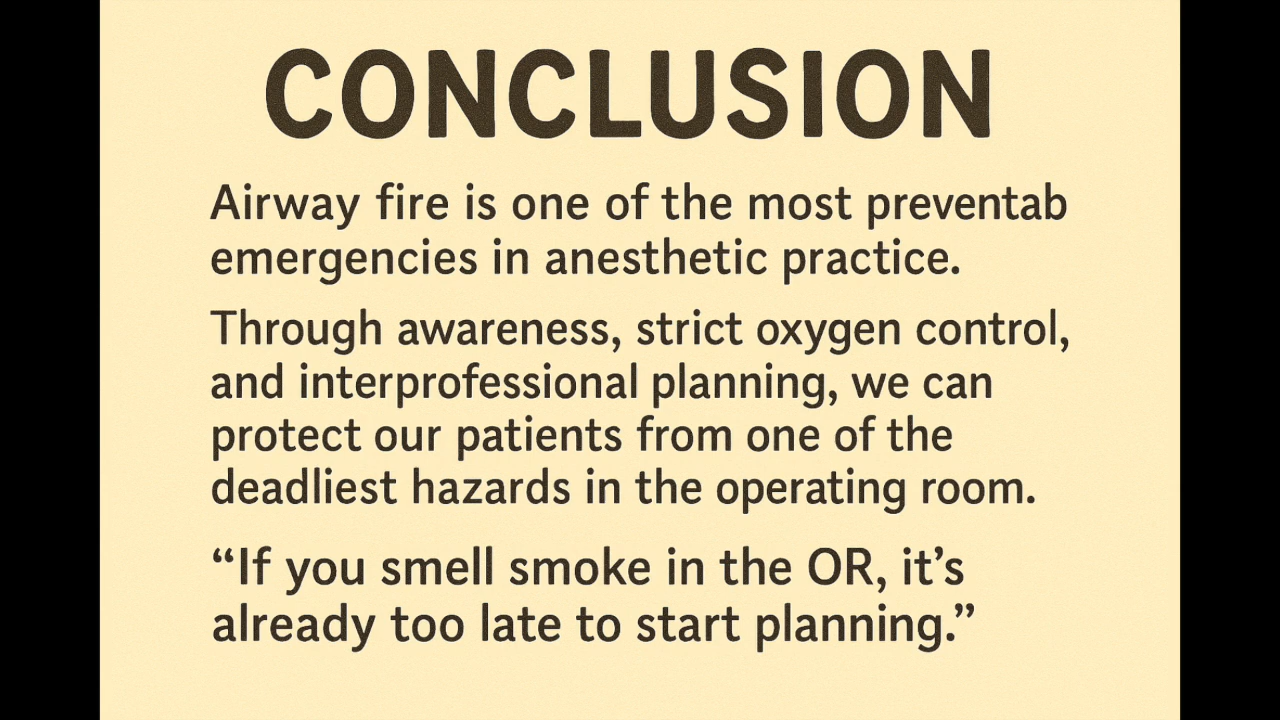 CONCLUSION
Airway fire is one of the most preventab
emergencies in anesthetic practice.
Through awareness, strict oxygen control,
and interprofessional planning, we can
protect our patients from one of the
deadliest hazards in the operating room.
“If you smell smoke in the OR, it’s
already too late to start planning.”